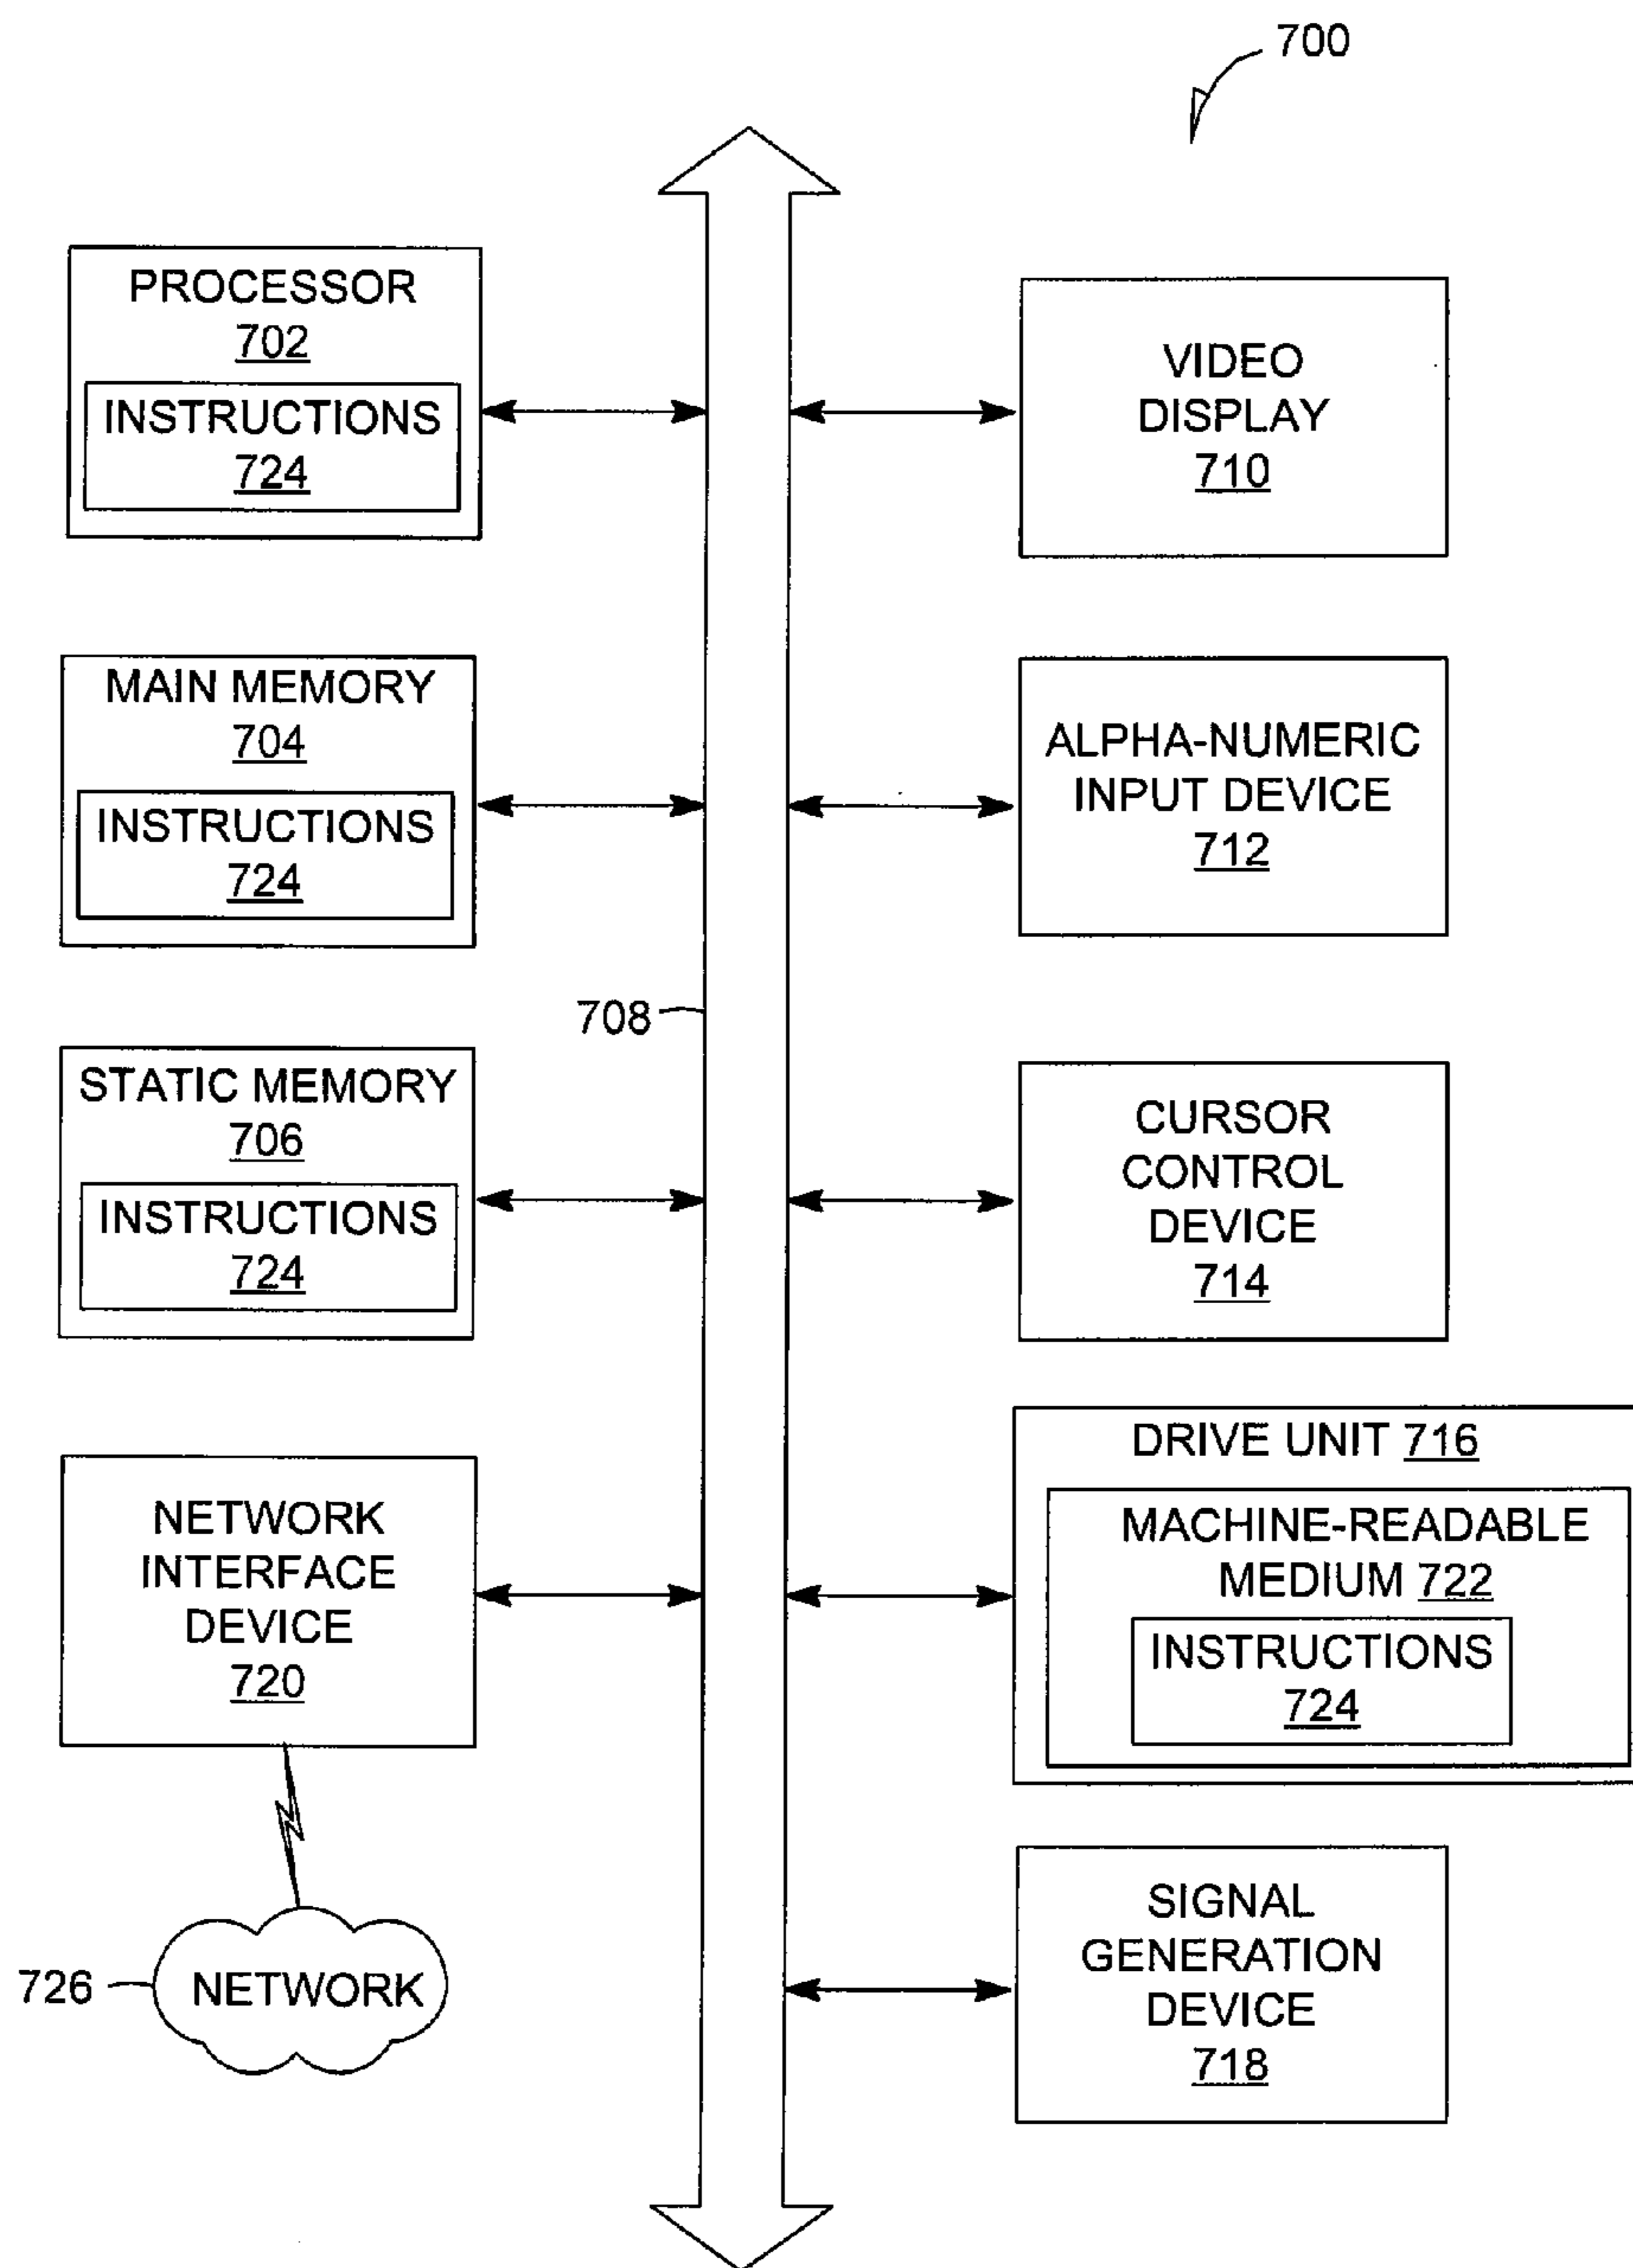 700
PROCESSOR
702
INSTRUCTIONS
724
MAIN MEMORY
704
INSTRUCTIONS
724
708
STATIC MEMORY
706
INSTRUCTIONS
724
NETWORK
INTERFACE
DEVICE
720
726
NETWORK
VIDEO
DISPLAY
710
ALPHA-NUMERIC
INPUT DEVICE
712
CURSOR
CONTROL
DEVICE
714
DRIVE UNIT 716
MACHINE-READABLE
MEDIUM 722
INSTRUCTIONS
724
SIGNAL
GENERATION
DEVICE
718